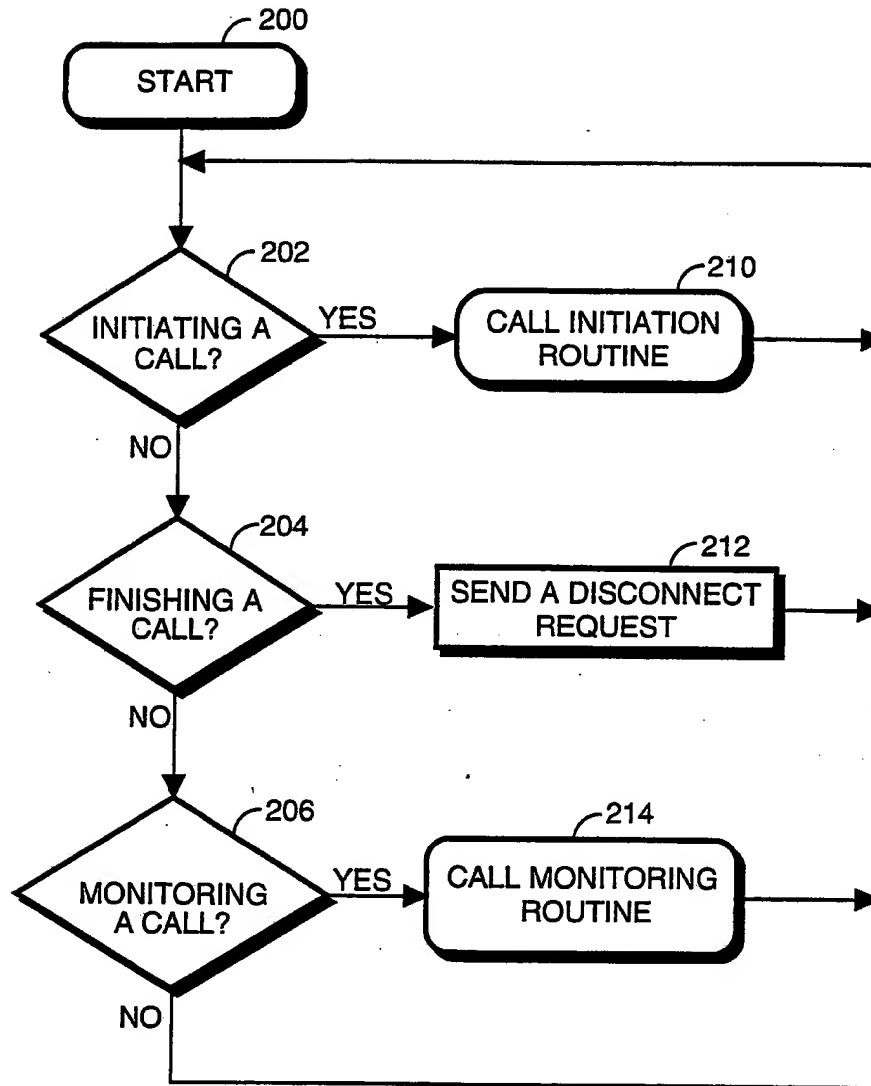 200
START
202
INITIATING A
CALL?
YES
210
CALL INITIATION
ROUTINE
NO
204
FINISHING A
CALL?
YES
212
SEND A DISCONNECT
REQUEST
NO
206
MONITORING
A CALL?
YES
214
CALL MONITORING
ROUTINE
NO